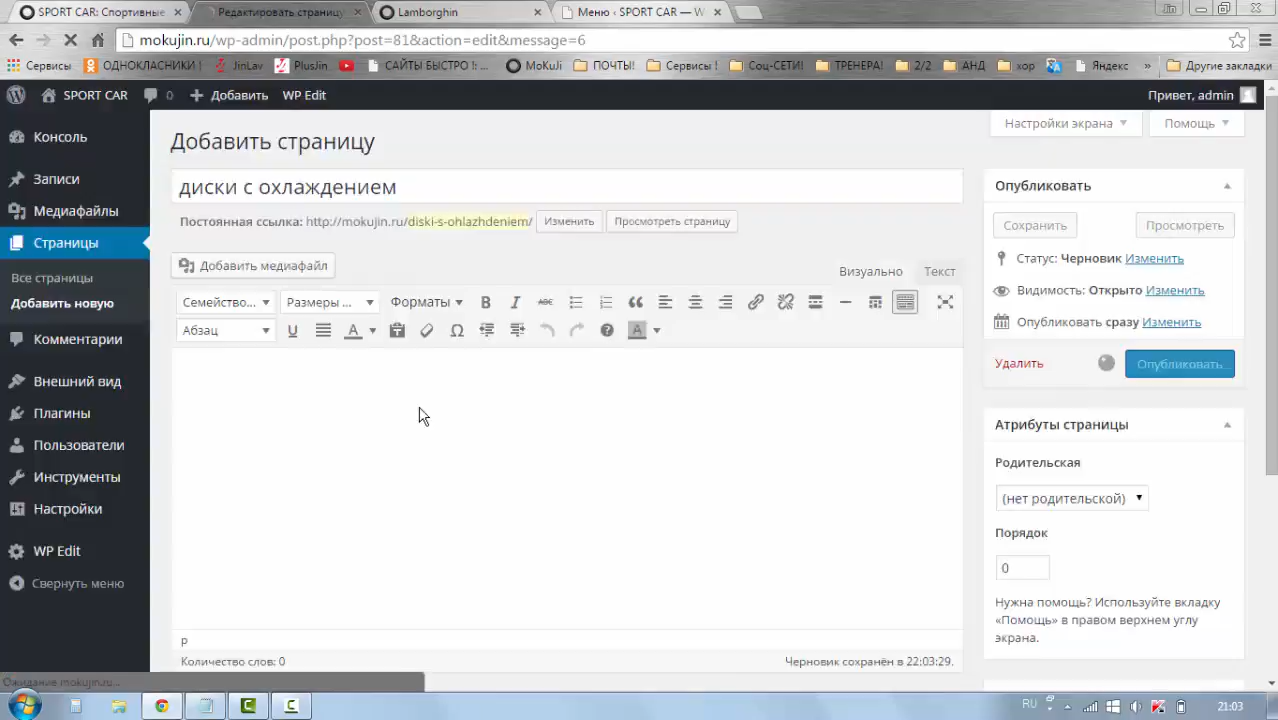 SPORT CAR: Спортивные
Редактировать страницу
Lamborghin
Меню ‹ SPORT CAR — W
mokujin.ru/wp-admin/post.php?post=81&action=edit&message=6
Сервисы
ОДНОКЛАСНИКИ !
JinLav
PlusJin
САЙТЫ БЫСТРО !: ...
MoKuJi
ПОЧТЫ!
Сервисы !
Соц-СЕТИ!
ТРЕНЕРА!
2/2
АНД
хор
Яндекс
»
Другие закладки
SPORT CAR
0
Добавить
WP Edit
Привет, admin
Консоль
Записи
Медиафайлы
Страницы
Все страницы
Добавить новую
Комментарии
Внешний вид
Плагины
Пользователи
Инструменты
Настройки
WP Edit
Свернуть меню
Настройки экрана
Помощь
Добавить страницу
диски с охлаждением
Постоянная ссылка: http://mokujin.ru/diski-s-ohlazhdeniem/
Изменить
Просмотреть страницу
Добавить медиафайл
Визуально
Текст
Семейство...
Размеры ...
Форматы
B
I
ABC
Абзац
U
A
Ω
A
p
Количество слов: 0
Черновик сохранён в 22:03:29.
Опубликовать
Сохранить
Просмотреть
Статус: Черновик Изменить
Видимость: Открыто Изменить
Опубликовать сразу Изменить
Удалить
Опубликовать...
Атрибуты страницы
Родительская
(нет родительской)
Порядок
0
Нужна помощь? Используйте вкладку
«Помощь» в правом верхнем углу
экрана.
Ожидание mokujin.ru...
RU
21:03